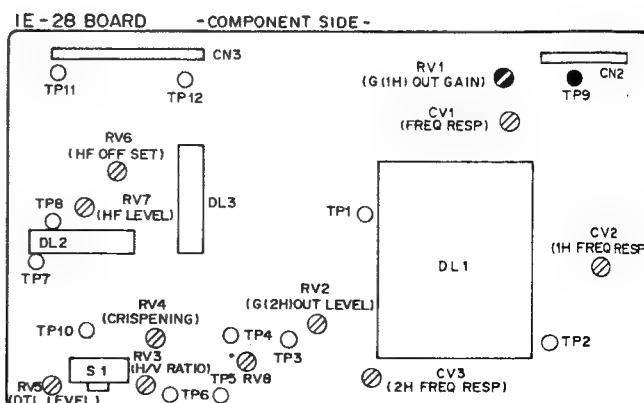 IE-28 BOARD -COMPONENT SIDE-
CN3
TP11
TP12
RV1
(G(1H) OUT GAIN)
CN2
TP9
CV1
(FREQ RESP)
RV6
(HF OFF SET)
RV7
(HF LEVEL)
TP8
DL2
TP7
DL3
TP1
DL1
CV2
(1H FREQ RESP)
RV2
(G(2H)OUT LEVEL)
RV4
(CRISPENING)
TP10
TP4
TP3
TP2
S1
RV3
(H/V RATIO)
RV5
(DTL LEVEL)
TP6
TP5
RV8
CV3
(2H FREQ RESP)